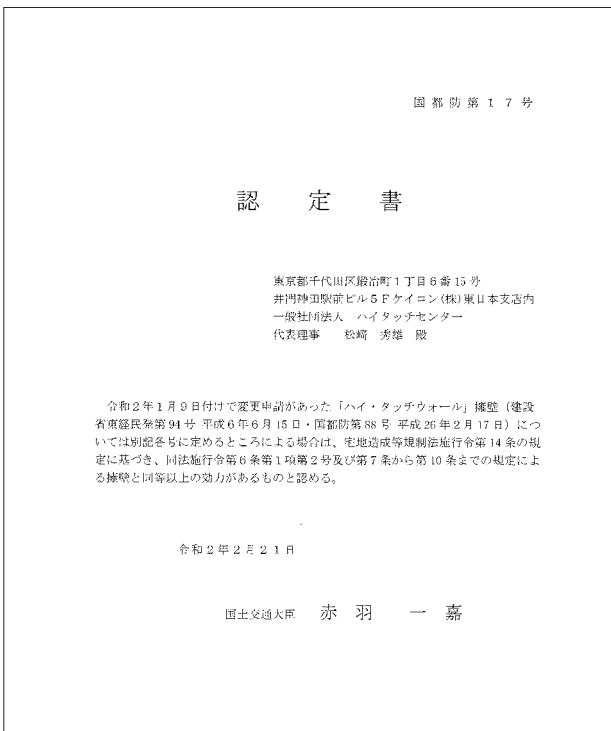 国都防第17号
認定書
東京都千代田区鍛冶町1丁目6番15号
井門神田駅前ビル5Fケイコン(株)東日本支店内
一般社団法人 ハイタッチセンター
代表理事 松崎 秀雄 殿
令和2年1月9日付けで変更申請があった「ハイ・タッチウォール」擁壁(建設
省東経民発第94号 平成6年6月15日・国都防第88号 平成26年2月17日)につ
いては別記各号に定めるところによる場合は、宅地造成等規制法施行令第14条の規
定に基づき、同法施行令第6条第1項第2号及び第7条から第10条までの規定によ
る擁壁と同等以上の効力があるものと認める。
令和2年2月21日
国土交通大臣 赤羽 一嘉